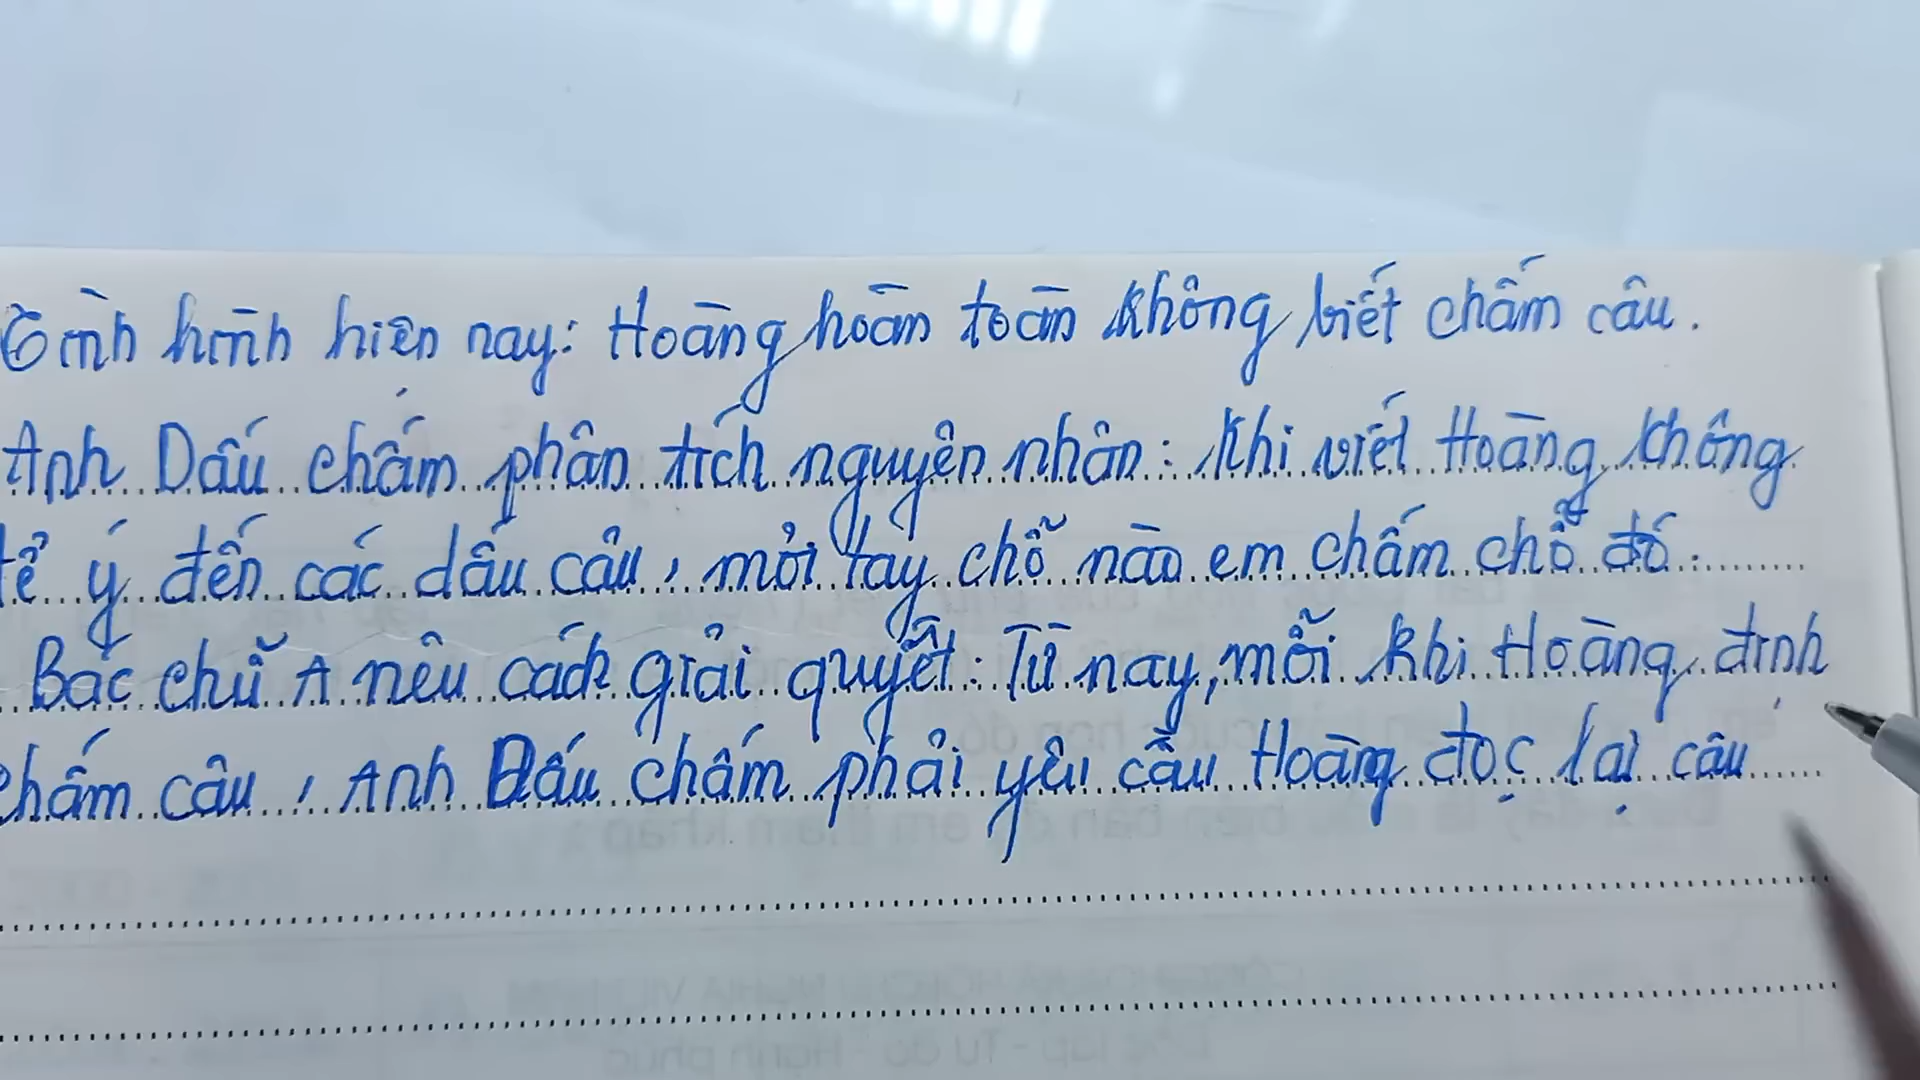 Tình hình hiện nay: Hoàng hoàn toàn không biết chấm câu.
Anh Dấu chấm phân tích nguyên nhân: Khi viết Hoàng không
để ý đến các dấu câu, mỏi tay chỗ nào em chấm chỗ đó.
Bác chữ A nêu cách giải quyết: Từ nay, mỗi khi Hoàng định
chấm câu, Anh Dấu chấm phải yêu cầu Hoàng đọc lại câu